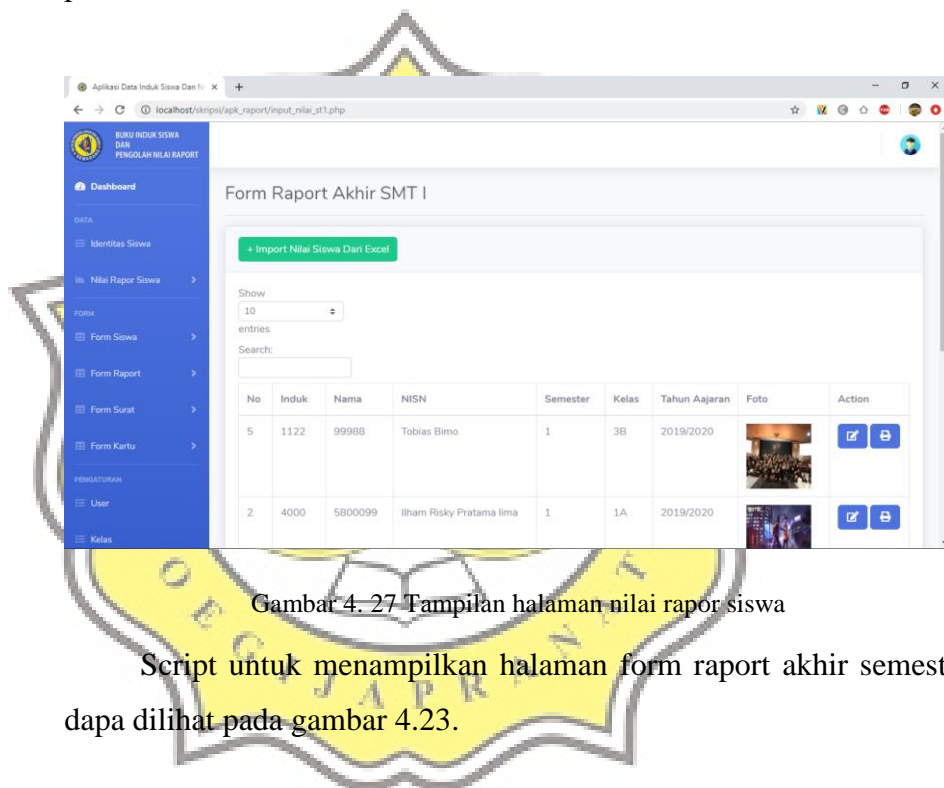 Aplikasi Data Induk Siswa Dan Ni
localhost/skripsi/apk_raport/input_nilai_st1.php
BUKU INDUK SISWA
DAN
PENGOLAH NILAI RAPORT
Dashboard
DATA
Identitas Siswa
Nilai Rapor Siswa
FORM
Form Siswa
Form Raport
Form Surat
Form Kartu
PENGATURAN
User
Kelas
Form Raport Akhir SMT I
+ Import Nilai Siswa Dari Excel
Show
10
entries
Search:
No Induk Nama NISN Semester Kelas Tahun Aajaran Foto Action
5 1122 99988 Tobias Bimo 1 3B 2019/2020
2 4000 5800099 Ilham Risky Pratama lima 1 1A 2019/2020
Gambar 4. 27 Tampilan halaman nilai rapor siswa
Script untuk menampilkan halaman form raport akhir semest
dapa dilihat pada gambar 4.23.
OEGIJAPRANAT